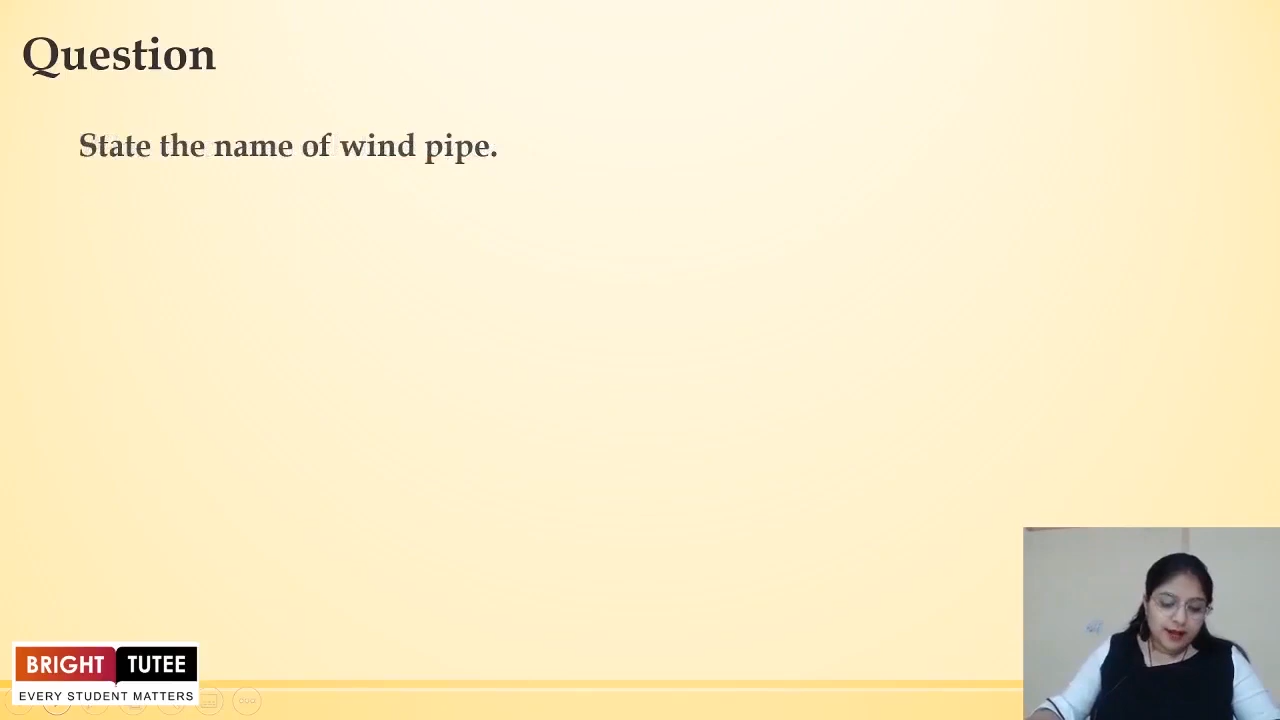 Question
State the name of wind pipe.
BRIGHT TUTEE
EVERY STUDENT MATTERS